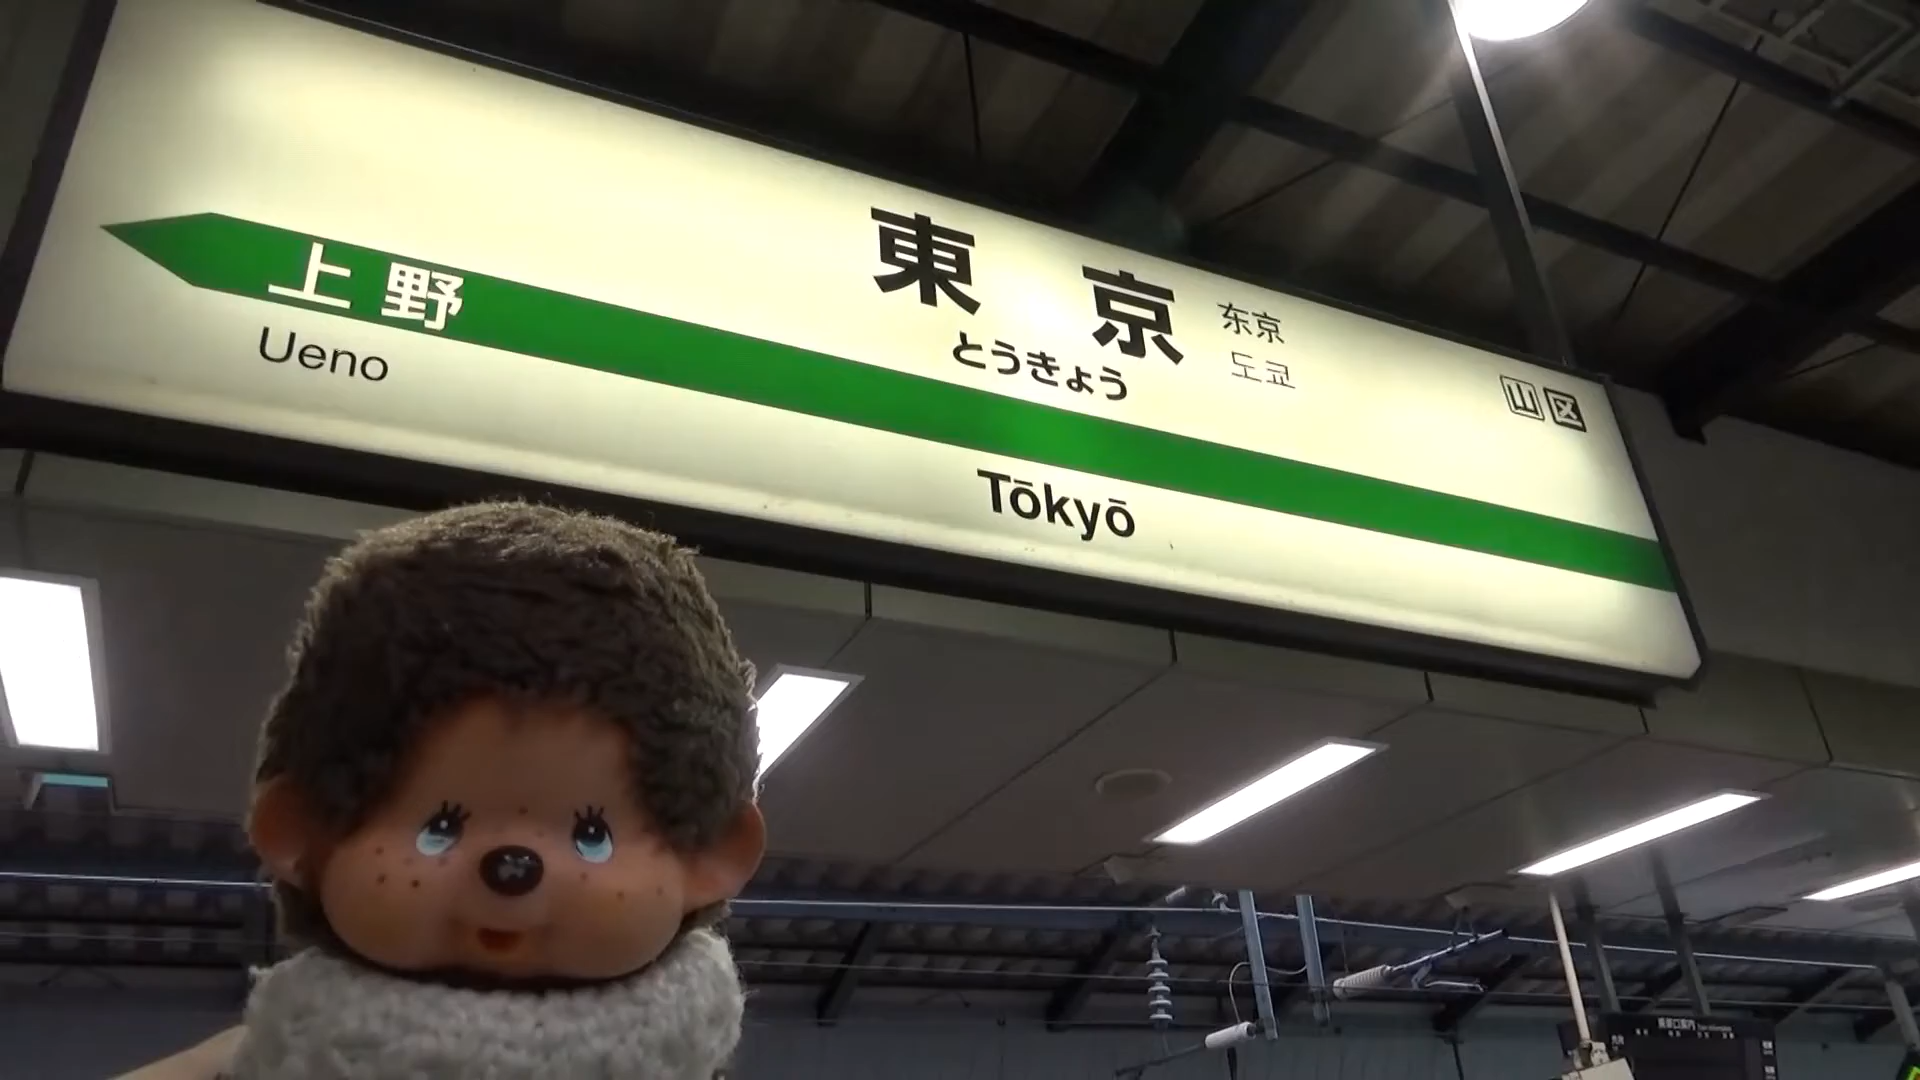 東京
东京
도쿄
とうきょう
山区
上野
Ueno
Tōkyō